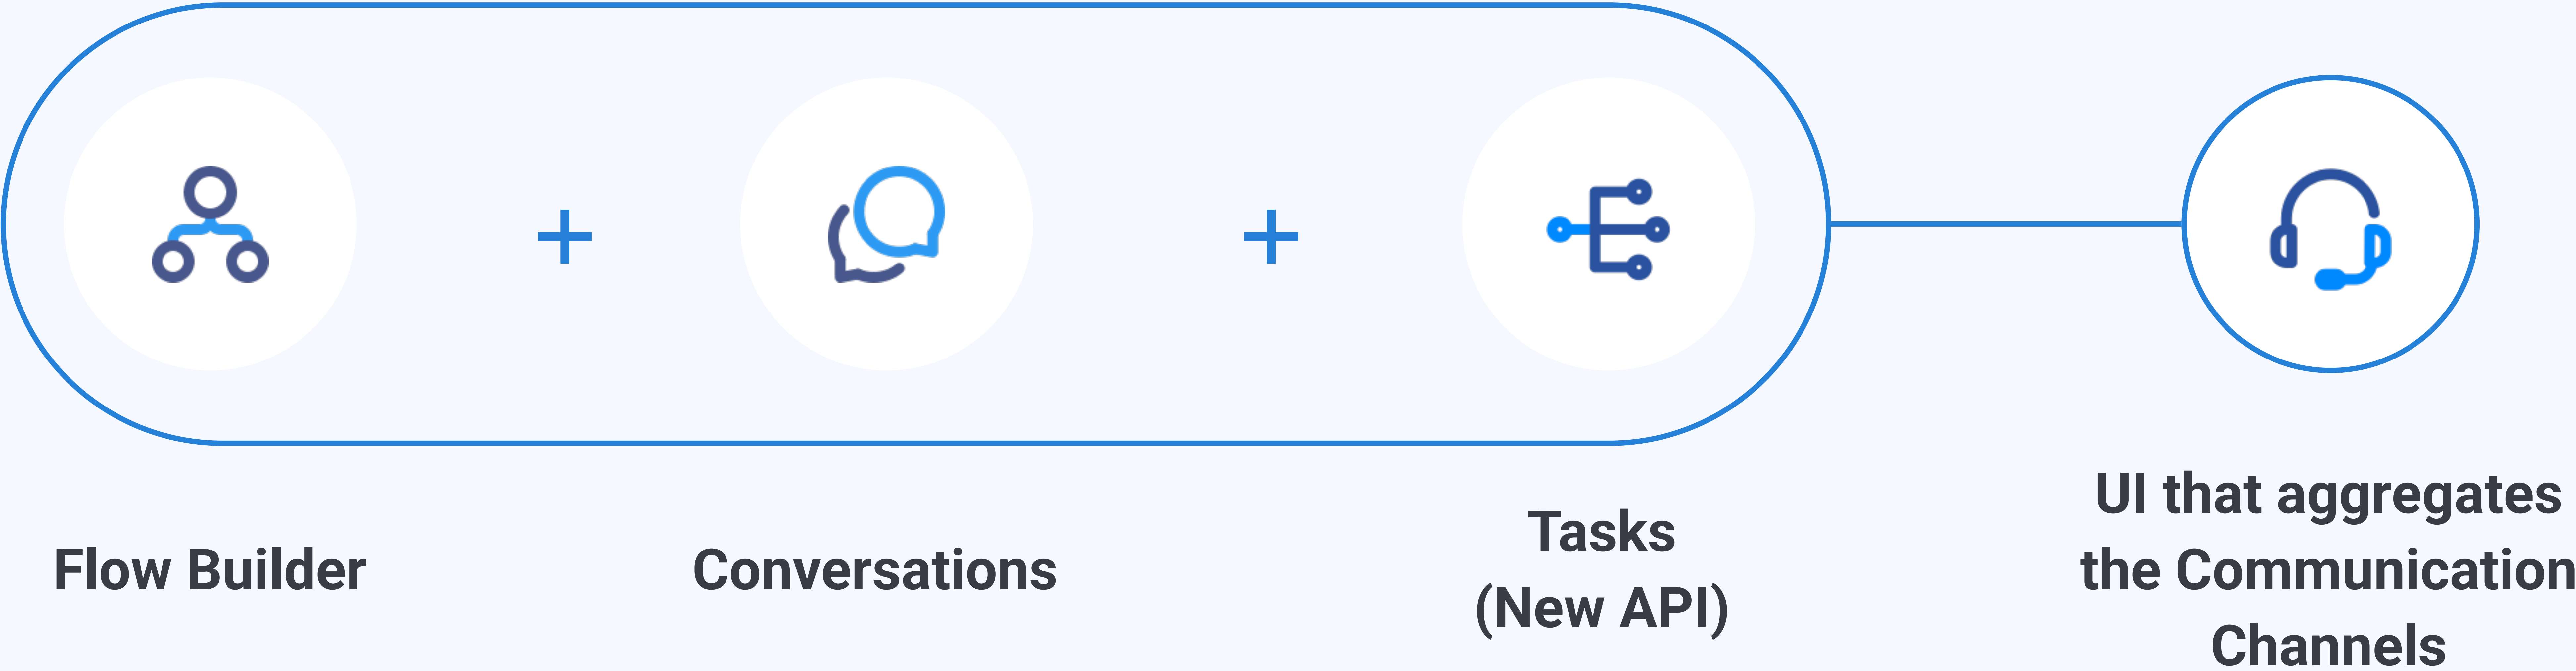 Flow Builder
Conversations
Tasks
(New API)
UI that aggregates
the Communication
Channels